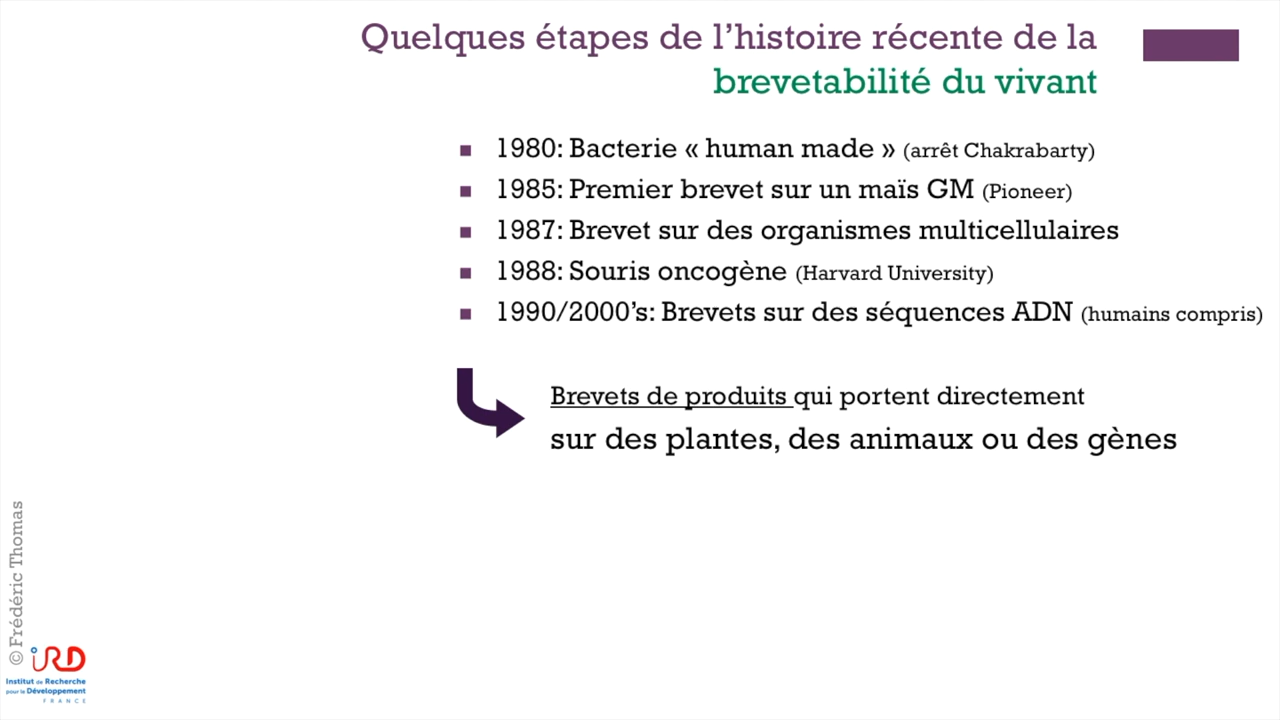 Quelques étapes de l’histoire récente de la
brevetabilité du vivant
1980: Bacterie « human made » (arrêt Chakrabarty)
1985: Premier brevet sur un maïs GM (Pioneer)
1987: Brevet sur des organismes multicellulaires
1988: Souris oncogène (Harvard University)
1990/2000’s: Brevets sur des séquences ADN (humains compris)
Brevets de produits qui portent directement
sur des plantes, des animaux ou des gènes
© Frédéric Thomas
IRD
Institut de Recherche
pour le Développement
FRANCE